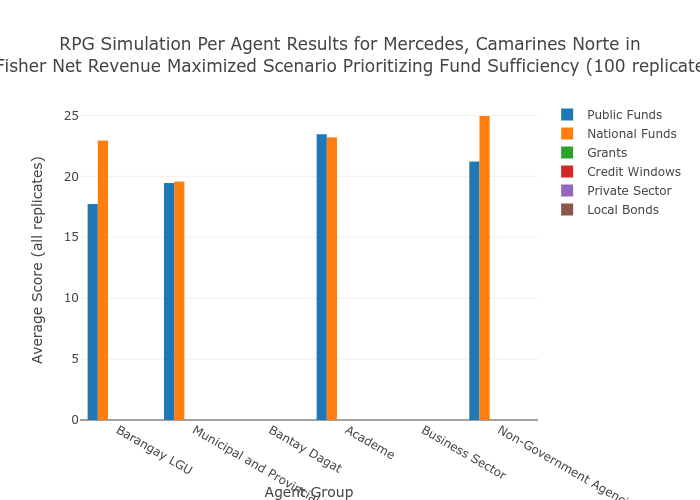 RPG Simulation Per Agent Results for Mercedes, Camarines Norte in
Fisher Net Revenue Maximized Scenario Prioritizing Fund Sufficiency (100 replicate
25
20
15
10
5
0
Average Score (all replicates)
Public Funds
National Funds
Grants
Credit Windows
Private Sector
Local Bonds
Barangay LGU
Municipal and
Bantay Dagat
Academe
Business Sector
Non-Government
Agent Group